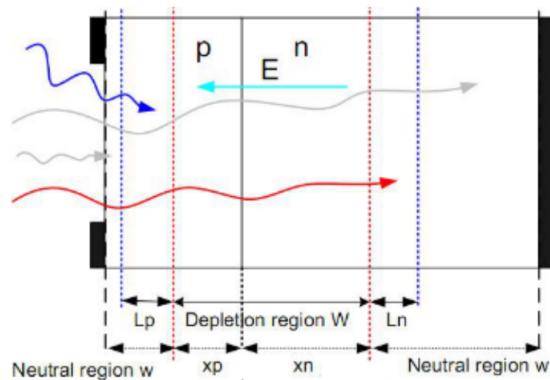 p n
E
Lp Depletion region W Ln
Neutral region w xp xn Neutral region w